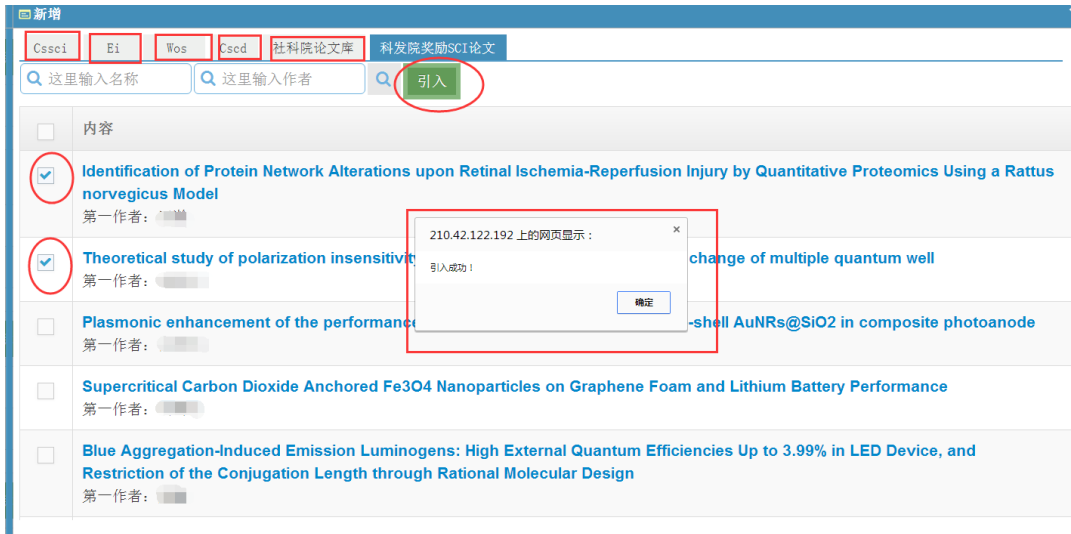 新增
Cssci Ei Wos Cscd 社科院论文库 科发院奖励SCI论文
这里输入名称 这里输入作者 引入
内容
Identification of Protein Network Alterations upon Retinal Ischemia-Reperfusion Injury by Quantitative Proteomics Using a Rattus
norvegicus Model
第一作者:
210.42.122.192 上的网页显示: ×
引入成功!
确定
Theoretical study of polarization insensitivity change of multiple quantum well
第一作者:
Plasmonic enhancement of the performance -shell AuNRs@SiO2 in composite photoanode
第一作者:
Supercritical Carbon Dioxide Anchored Fe3O4 Nanoparticles on Graphene Foam and Lithium Battery Performance
第一作者:
Blue Aggregation-Induced Emission Luminogens: High External Quantum Efficiencies Up to 3.99% in LED Device, and
Restriction of the Conjugation Length through Rational Molecular Design
第一作者: